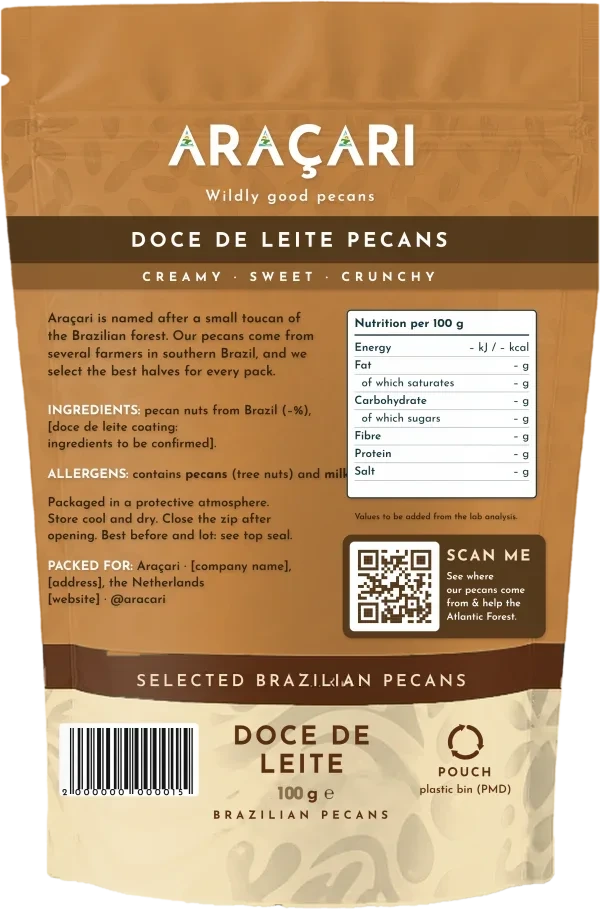 ARAÇARI
Wildly good pecans
DOCE DE LEITE PECANS
CREAMY · SWEET · CRUNCHY
Araçari is named after a small toucan of
the Brazilian forest. Our pecans come from
several farmers in southern Brazil, and we
select the best halves for every pack.
INGREDIENTS: pecan nuts from Brazil (–%),
[doce de leite coating:
ingredients to be confirmed].
ALLERGENS: contains pecans (tree nuts) and milk
Packaged in a protective atmosphere.
Store cool and dry. Close the zip after
opening. Best before and lot: see top seal.
PACKED FOR: Araçari · [company name],
[address], the Netherlands
[website] · @aracari
Nutrition per 100 g
Energy – kJ / – kcal
Fat – g
of which saturates – g
Carbohydrate – g
of which sugars – g
Fibre – g
Protein – g
Salt – g
Values to be added from the lab analysis.
SCAN ME
See where
our pecans come
from & help the
Atlantic Forest.
SELECTED BRAZILIAN PECANS
2 000000 000015
DOCE DE
LEITE
100 g ℮
BRAZILIAN PECANS
POUCH
plastic bin (PMD)